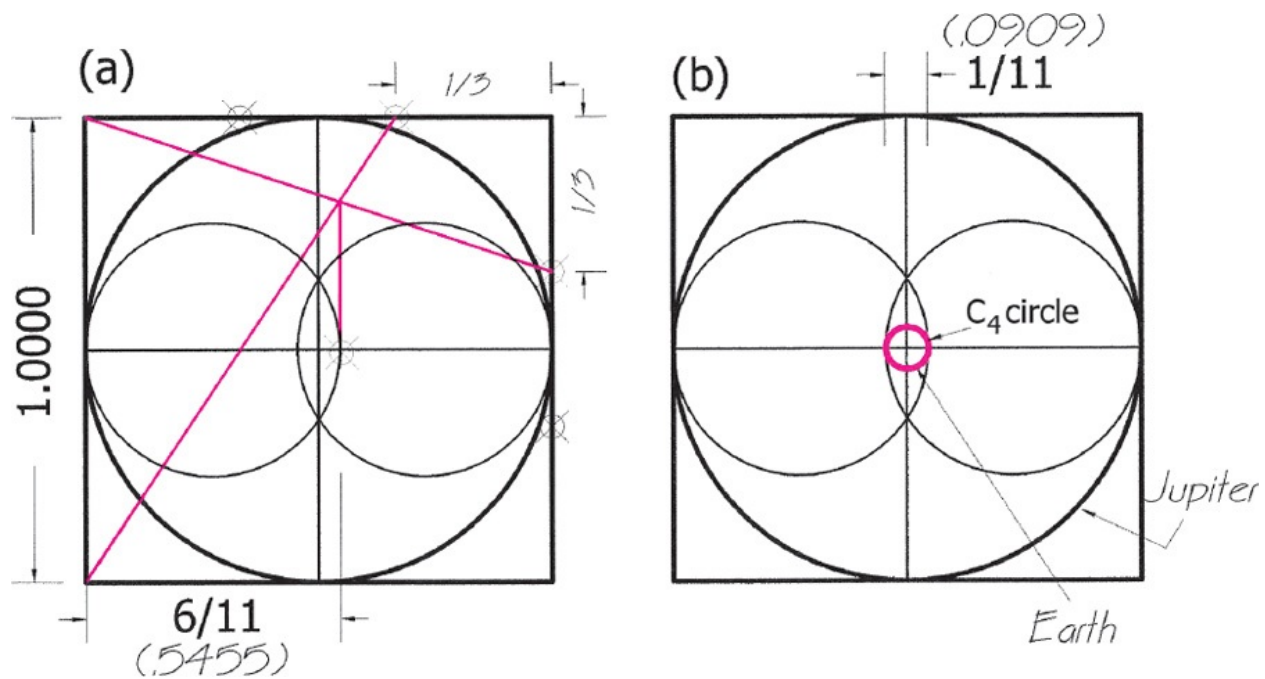 (a)
1/3
1/3
1.0000
6/11
(.5455)
(b)
(.0909)
1/11
C4 circle
Jupiter
Earth